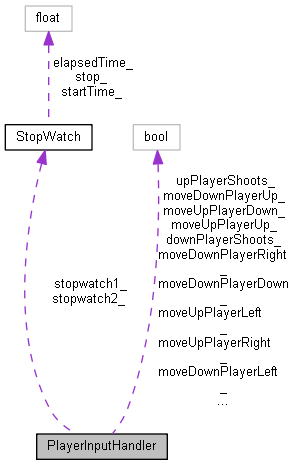 float
elapsedTime_
stop_
startTime_
StopWatch
bool
upPlayerShoots_
moveDownPlayerUp_
moveUpPlayerDown_
moveUpPlayerUp_
downPlayerShoots_
moveDownPlayerRight
_
moveDownPlayerDown
_
moveUpPlayerLeft
_
moveUpPlayerRight
_
moveDownPlayerLeft
_
...
stopwatch1_
stopwatch2_
PlayerInputHandler